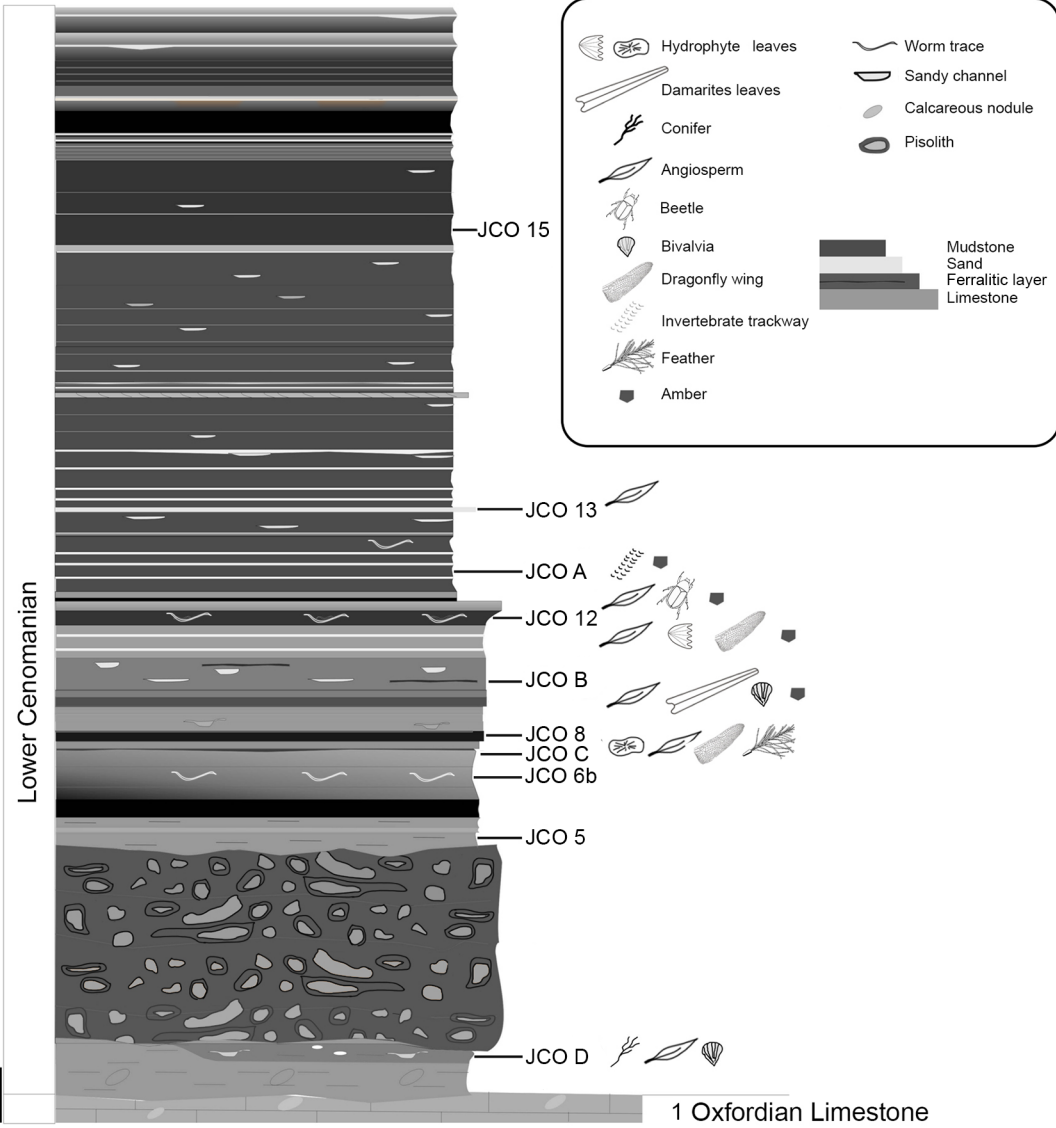 Hydrophyte leaves
Damarites leaves
Conifer
Angiosperm
Beetle
Bivalvia
Dragonfly wing
Invertebrate trackway
Feather
Amber
Worm trace
Sandy channel
Calcareous nodule
Pisolith
Mudstone
Sand
Ferralitic layer
Limestone
Lower Cenomanian
JCO 15
JCO 13
JCO A
JCO 12
JCO B
JCO 8
JCO C
JCO 6b
JCO 5
JCO D
1 Oxfordian Limestone